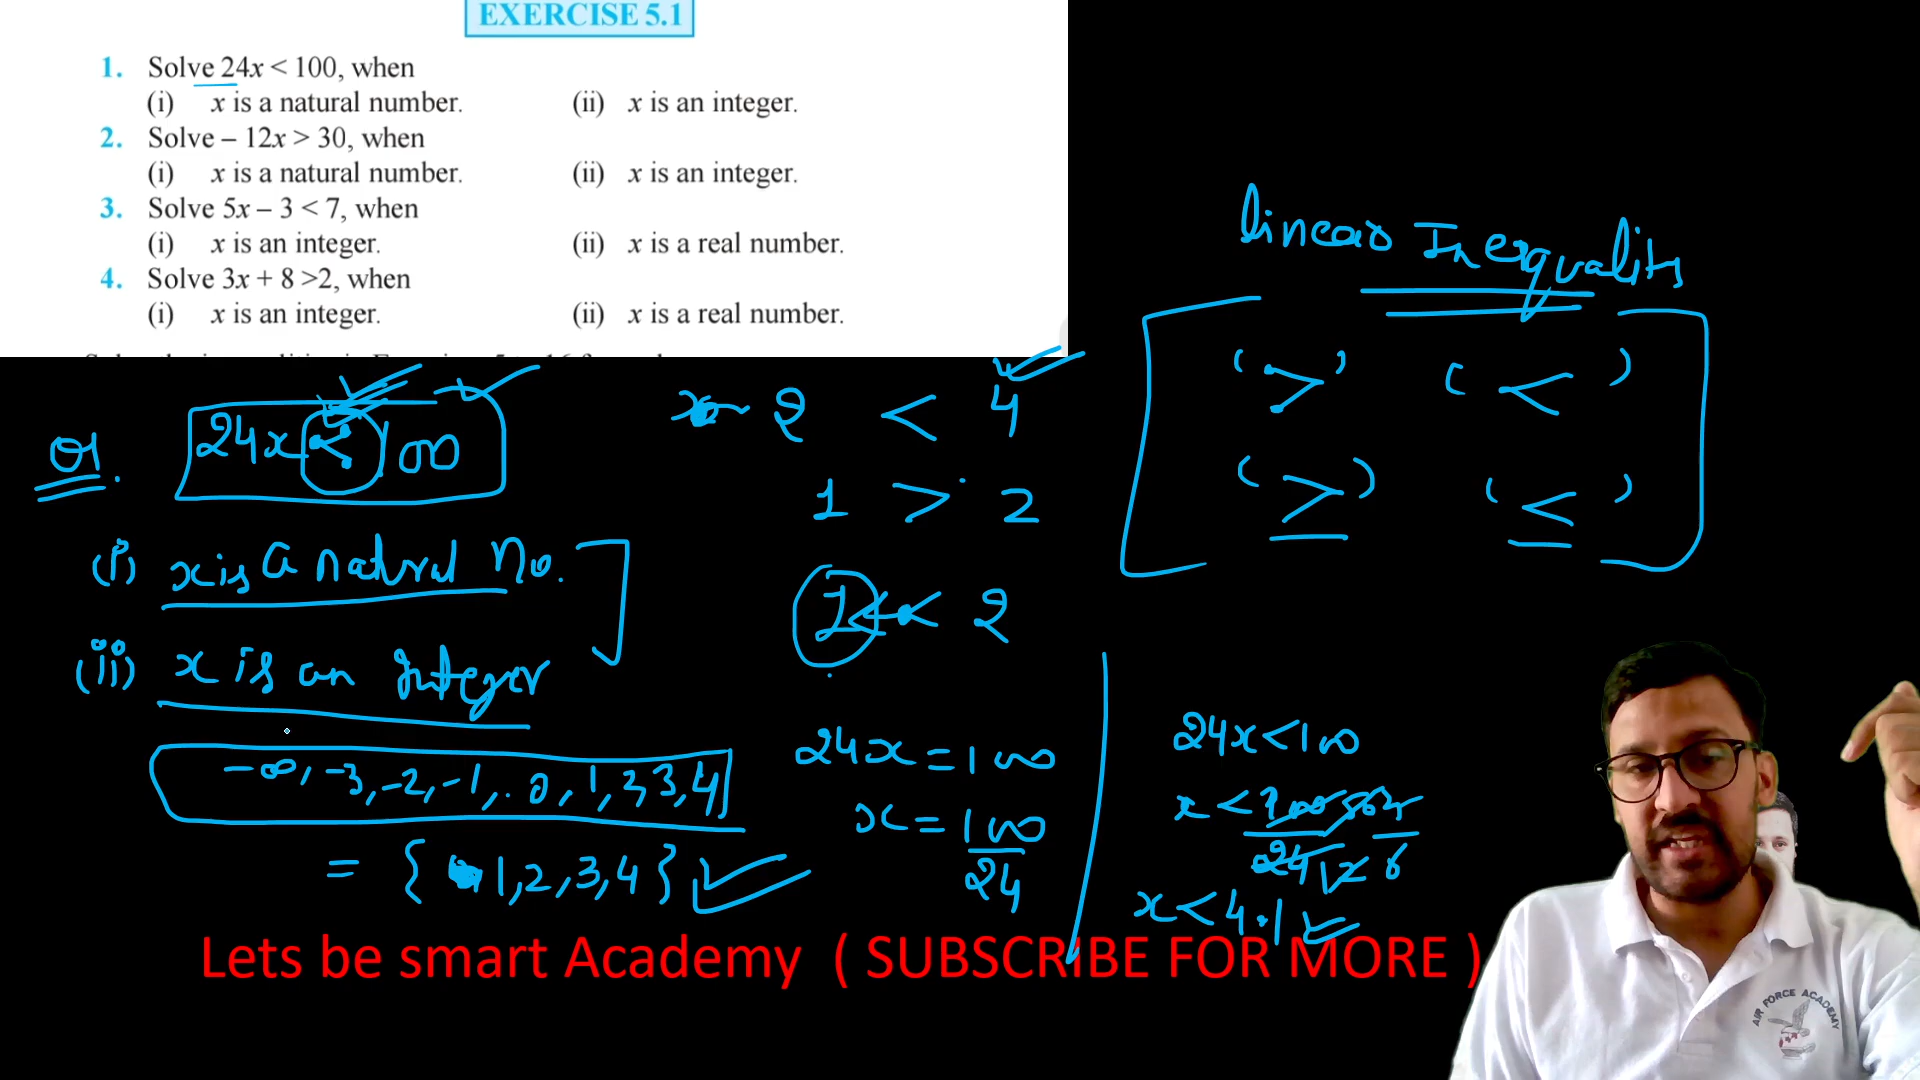 EXERCISE 5.1
1. Solve 24x < 100, when
(i) x is a natural number. (ii) x is an integer.
2. Solve – 12x > 30, when
(i) x is a natural number. (ii) x is an integer.
3. Solve 5x – 3 < 7, when
(i) x is an integer. (ii) x is a real number.
4. Solve 3x + 8 >2, when
(i) x is an integer. (ii) x is a real number.
linear Inequality
'>' '<'
'≥' '≤'
Q1. 24x < 100
(i) x is a natural no.
(ii) x is an Integer
-∞, -3, -2, -1, 0, 1, 2, 3, 4
= { 1, 2, 3, 4 }
2 < 4
1 > 2
1 < 2
24x = 100
x = 100
24
24x < 100
x <
6
x < 4.1
Lets be smart Academy ( SUBSCRIBE FOR MORE )
AIR FORCE ACADEMY